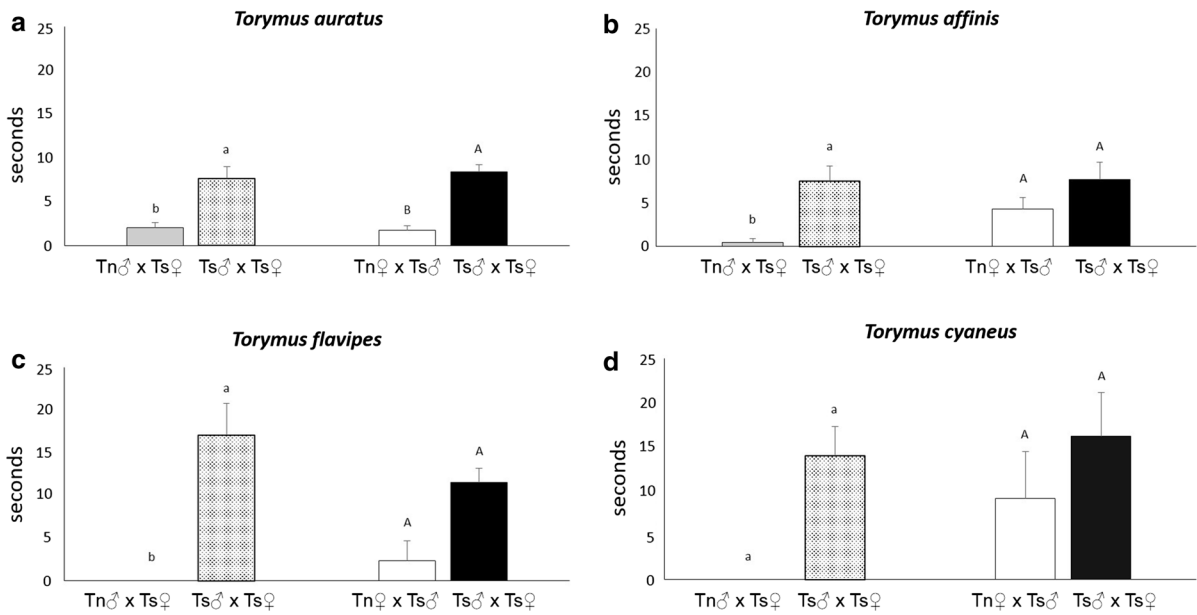 a
Torymus auratus
25
20
15
10
5
0
seconds
b
a
B
A
Tn♂ x Ts♀
Ts♂ x Ts♀
Tn♀ x Ts♂
Ts♂ x Ts♀
b
Torymus affinis
25
20
15
10
5
0
seconds
b
a
A
A
Tn♂ x Ts♀
Ts♂ x Ts♀
Tn♀ x Ts♂
Ts♂ x Ts♀
c
Torymus flavipes
25
20
15
10
5
0
seconds
b
a
A
A
Tn♂ x Ts♀
Ts♂ x Ts♀
Tn♀ x Ts♂
Ts♂ x Ts♀
d
Torymus cyaneus
25
20
15
10
5
0
seconds
a
a
A
A
Tn♂ x Ts♀
Ts♂ x Ts♀
Tn♀ x Ts♂
Ts♂ x Ts♀